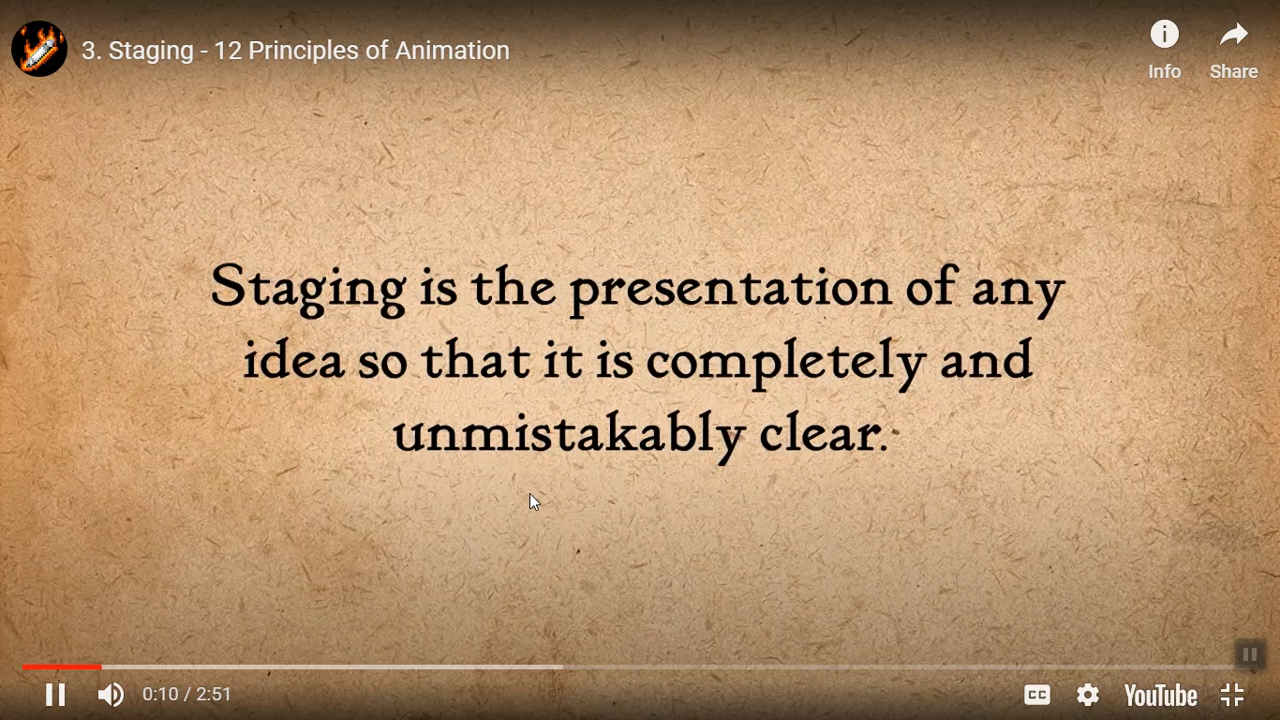 3. Staging - 12 Principles of Animation
Info
Share
Staging is the presentation of any
idea so that it is completely and
unmistakably clear.
0:10 / 2:51
CC
YouTube